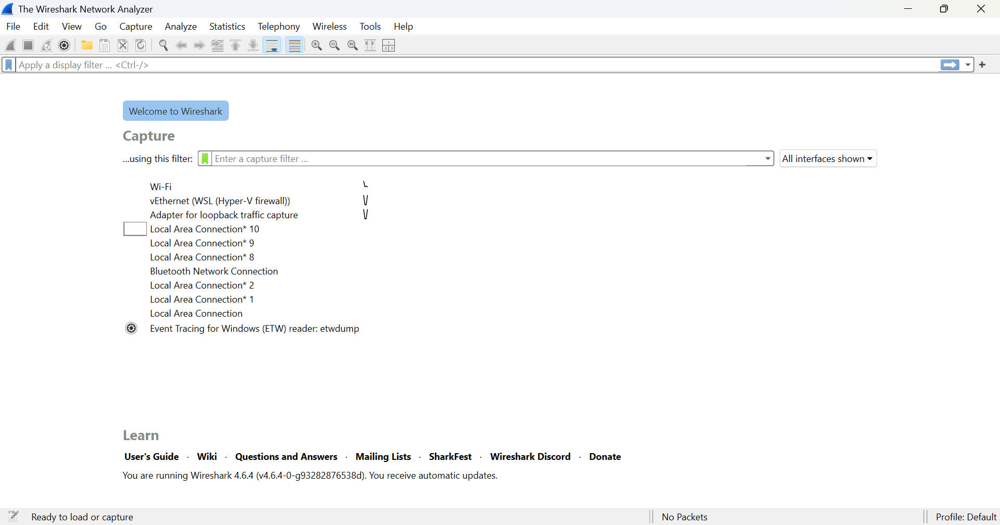 The Wireshark Network Analyzer
File Edit View Go Capture Analyze Statistics Telephony Wireless Tools Help
Apply a display filter ... <Ctrl-/>
Welcome to Wireshark
Capture
...using this filter: Enter a capture filter ... All interfaces shown
Wi-Fi
vEthernet (WSL (Hyper-V firewall))
Adapter for loopback traffic capture
Local Area Connection* 10
Local Area Connection* 9
Local Area Connection* 8
Bluetooth Network Connection
Local Area Connection* 2
Local Area Connection* 1
Local Area Connection
Event Tracing for Windows (ETW) reader: etwdump
Learn
User's Guide · Wiki · Questions and Answers · Mailing Lists · SharkFest · Wireshark Discord · Donate
You are running Wireshark 4.6.4 (v4.6.4-0-g93282876538d). You receive automatic updates.
Ready to load or capture No Packets Profile: Default